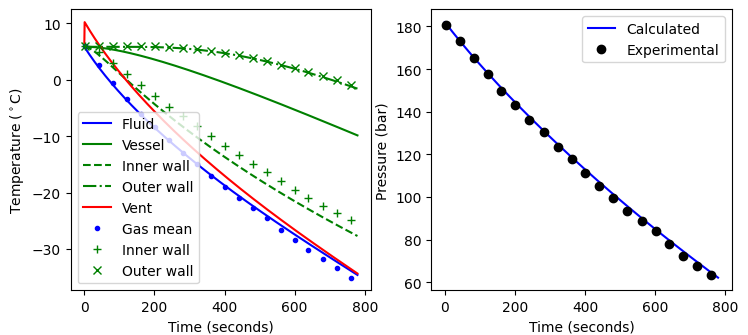 10
0
−10
−20
−30
Temperature (°C)
Fluid
Vessel
Inner wall
Outer wall
Vent
Gas mean
Inner wall
Outer wall
0
200
400
600
800
Time (seconds)
180
160
140
120
100
80
60
Pressure (bar)
Calculated
Experimental
0
200
400
600
800
Time (seconds)